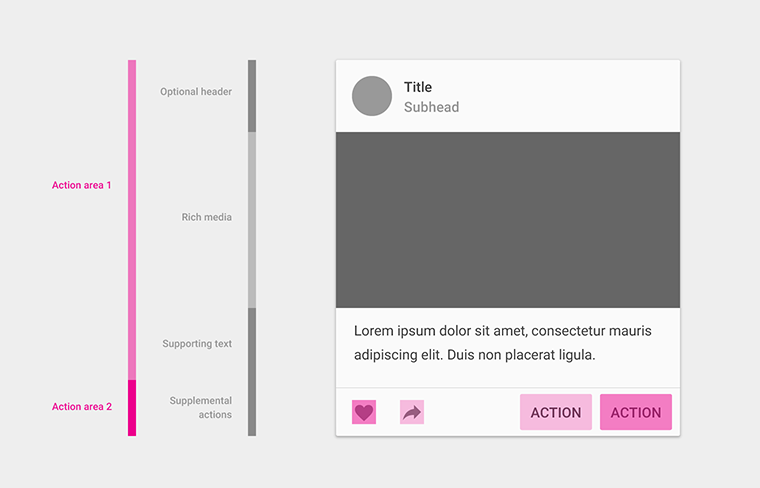 Optional header
Action area 1
Rich media
Supporting text
Action area 2
Supplemental
actions
Title
Subhead
Lorem ipsum dolor sit amet, consectetur mauris
adipiscing elit. Duis non placerat ligula.
ACTION ACTION